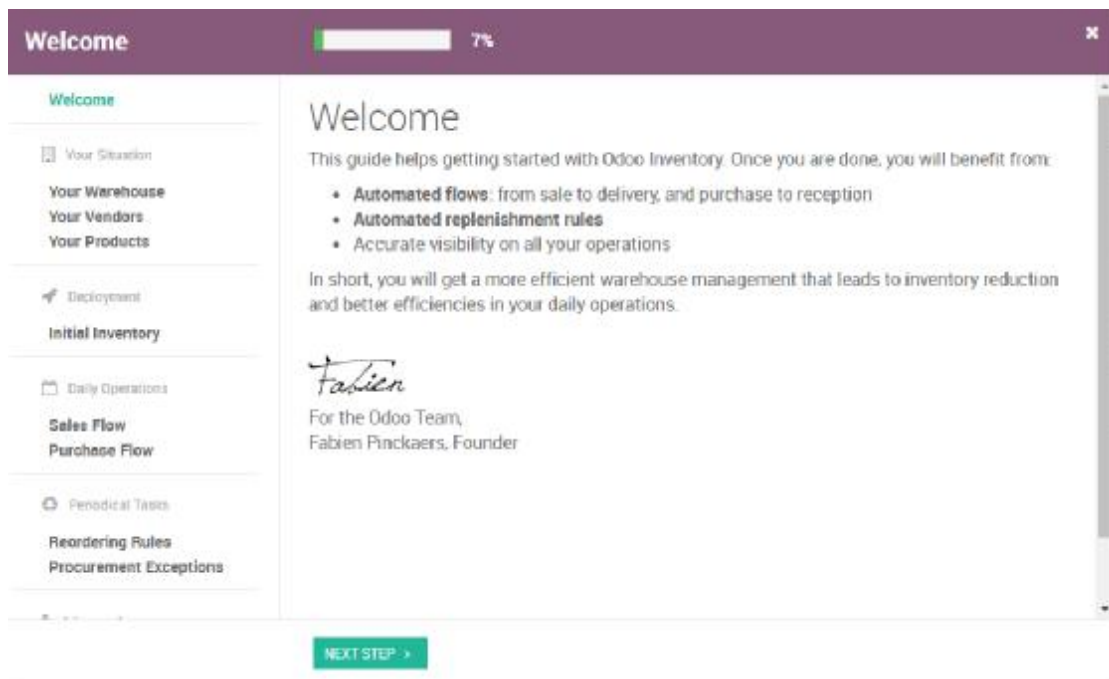 Welcome
7%
Welcome
Your Situation
Your Warehouse
Your Vendors
Your Products
Deployment
Initial Inventory
Daily Operations
Sales Flow
Purchase Flow
Periodical Tasks
Reordering Rules
Procurement Exceptions
Welcome
This guide helps getting started with Odoo Inventory. Once you are done, you will benefit from:
• Automated flows: from sale to delivery, and purchase to reception
• Automated replenishment rules
• Accurate visibility on all your operations
In short, you will get a more efficient warehouse management that leads to inventory reduction
and better efficiencies in your daily operations.
Fabien
For the Odoo Team,
Fabien Pinckaers, Founder
NEXT STEP >